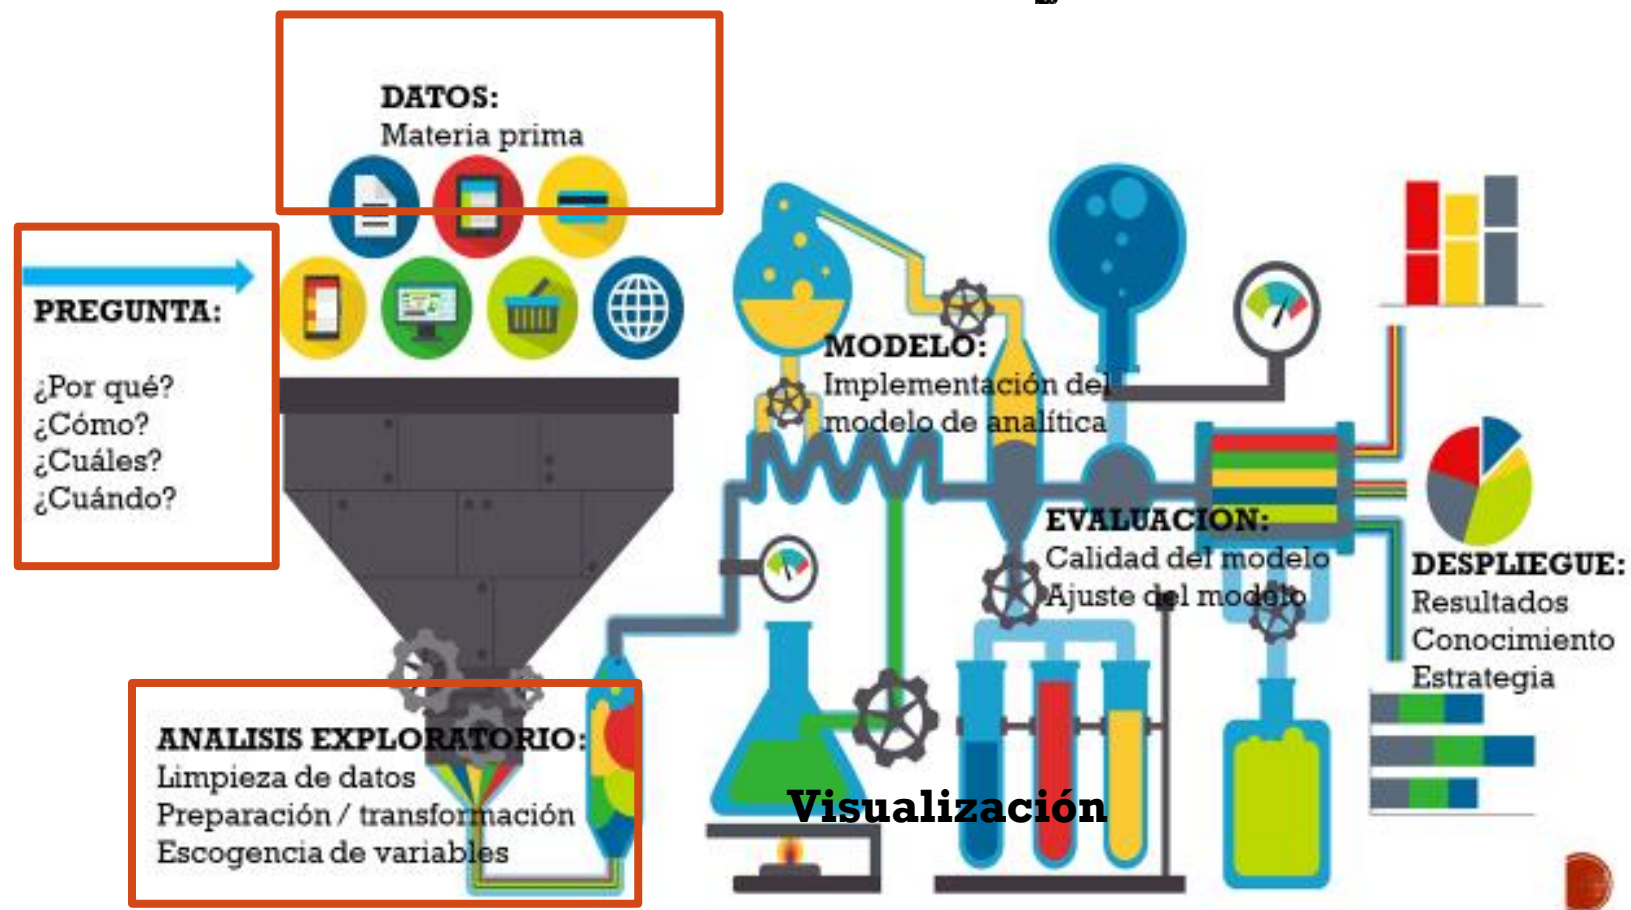 DATOS:
Materia prima
PREGUNTA:
¿Por qué?
¿Cómo?
¿Cuáles?
¿Cuándo?
MODELO:
Implementación del
modelo de analítica
EVALUACION:
Calidad del modelo
Ajuste del modelo
DESPLIEGUE:
Resultados
Conocimiento
Estrategia
ANALISIS EXPLORATORIO:
Limpieza de datos
Preparación / transformación
Escogencia de variables
Visualización